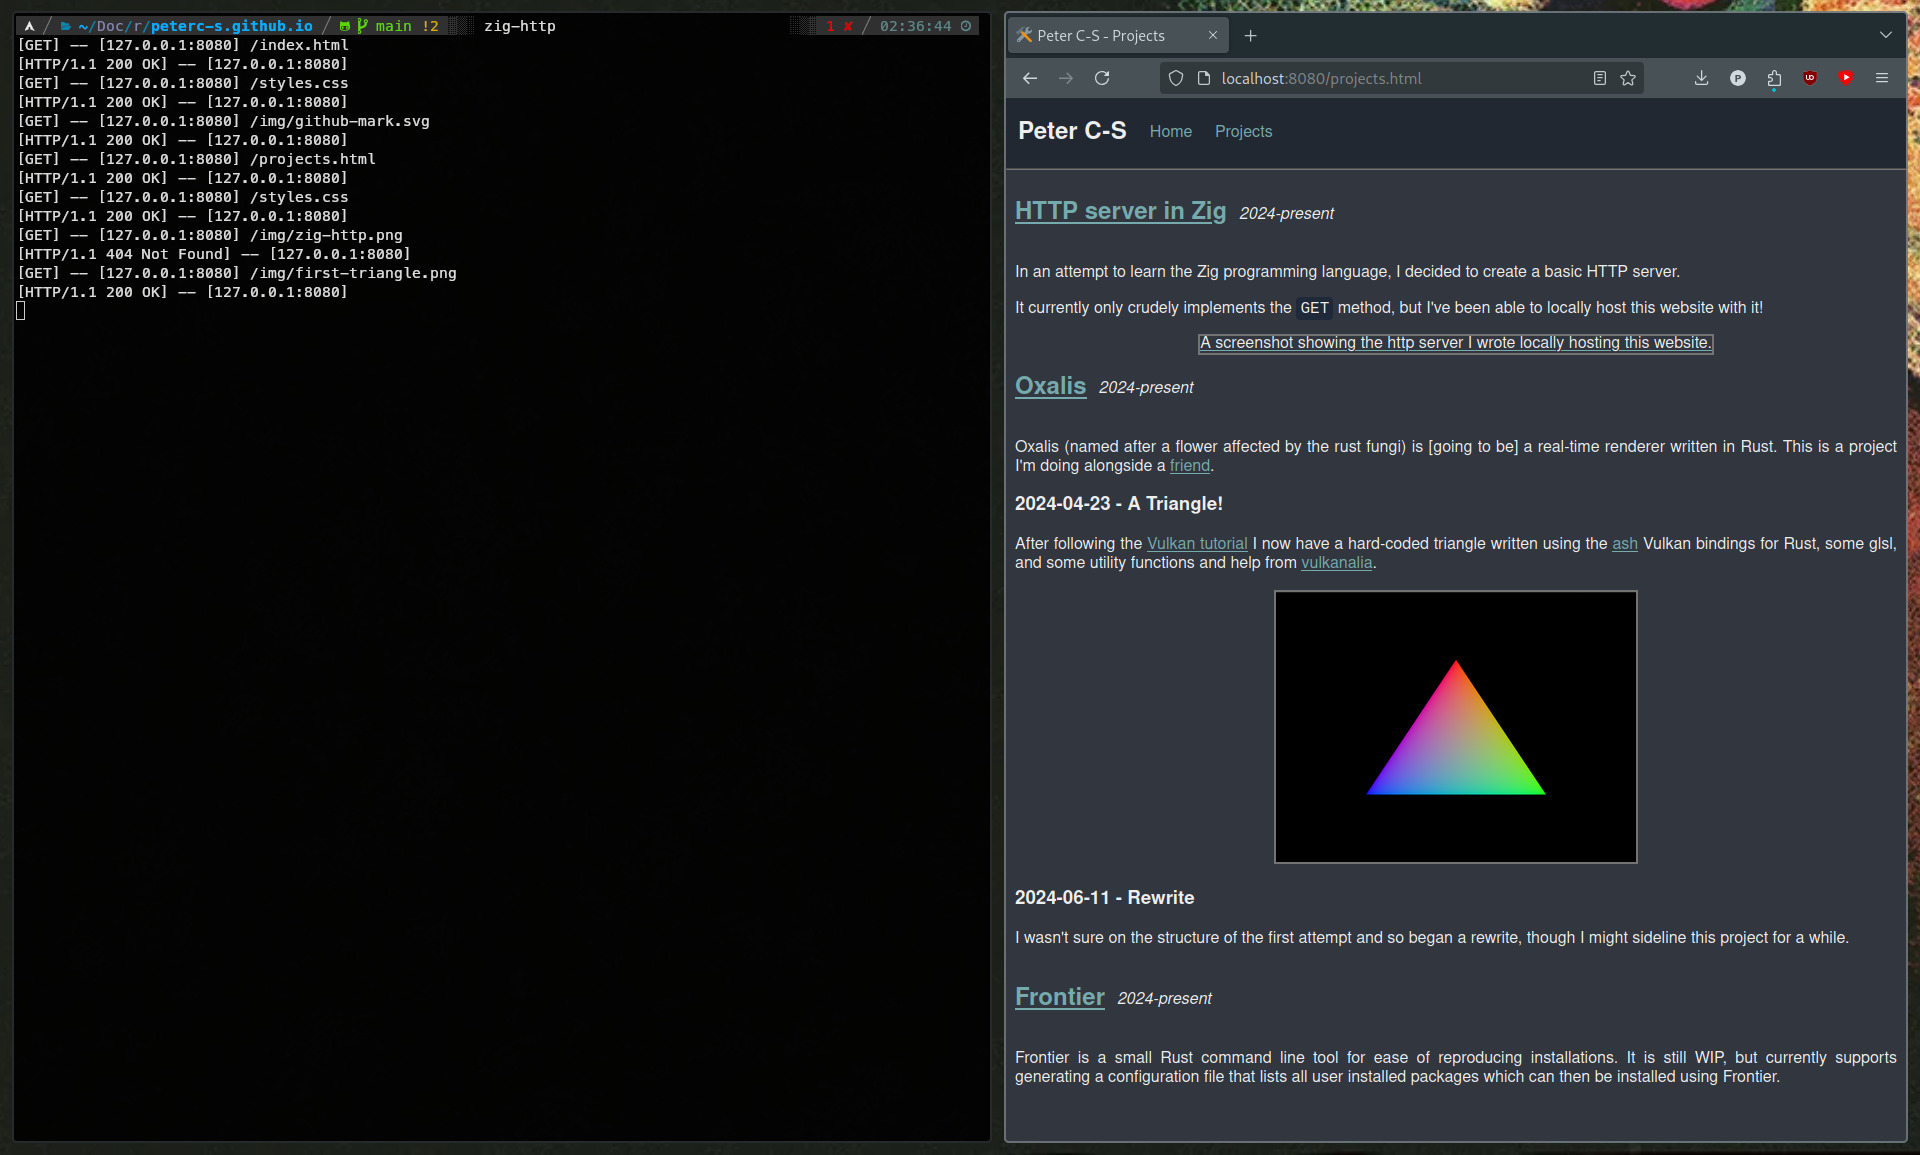 ~/Doc/r/peterc-s.github.io main !2 zig-http 1 ✘ 02:36:44
[GET] -- [127.0.0.1:8080] /index.html
[HTTP/1.1 200 OK] -- [127.0.0.1:8080]
[GET] -- [127.0.0.1:8080] /styles.css
[HTTP/1.1 200 OK] -- [127.0.0.1:8080]
[GET] -- [127.0.0.1:8080] /img/github-mark.svg
[HTTP/1.1 200 OK] -- [127.0.0.1:8080]
[GET] -- [127.0.0.1:8080] /projects.html
[HTTP/1.1 200 OK] -- [127.0.0.1:8080]
[GET] -- [127.0.0.1:8080] /styles.css
[HTTP/1.1 200 OK] -- [127.0.0.1:8080]
[GET] -- [127.0.0.1:8080] /img/zig-http.png
[HTTP/1.1 404 Not Found] -- [127.0.0.1:8080]
[GET] -- [127.0.0.1:8080] /img/first-triangle.png
[HTTP/1.1 200 OK] -- [127.0.0.1:8080]
Peter C-S - Projects
localhost:8080/projects.html
Peter C-S Home Projects
HTTP server in Zig 2024-present
In an attempt to learn the Zig programming language, I decided to create a basic HTTP server.
It currently only crudely implements the GET method, but I've been able to locally host this website with it!
A screenshot showing the http server I wrote locally hosting this website.
Oxalis 2024-present
Oxalis (named after a flower affected by the rust fungi) is [going to be] a real-time renderer written in Rust. This is a project
I'm doing alongside a friend.
2024-04-23 - A Triangle!
After following the Vulkan tutorial I now have a hard-coded triangle written using the ash Vulkan bindings for Rust, some glsl,
and some utility functions and help from vulkanalia.
2024-06-11 - Rewrite
I wasn't sure on the structure of the first attempt and so began a rewrite, though I might sideline this project for a while.
Frontier 2024-present
Frontier is a small Rust command line tool for ease of reproducing installations. It is still WIP, but currently supports
generating a configuration file that lists all user installed packages which can then be installed using Frontier.